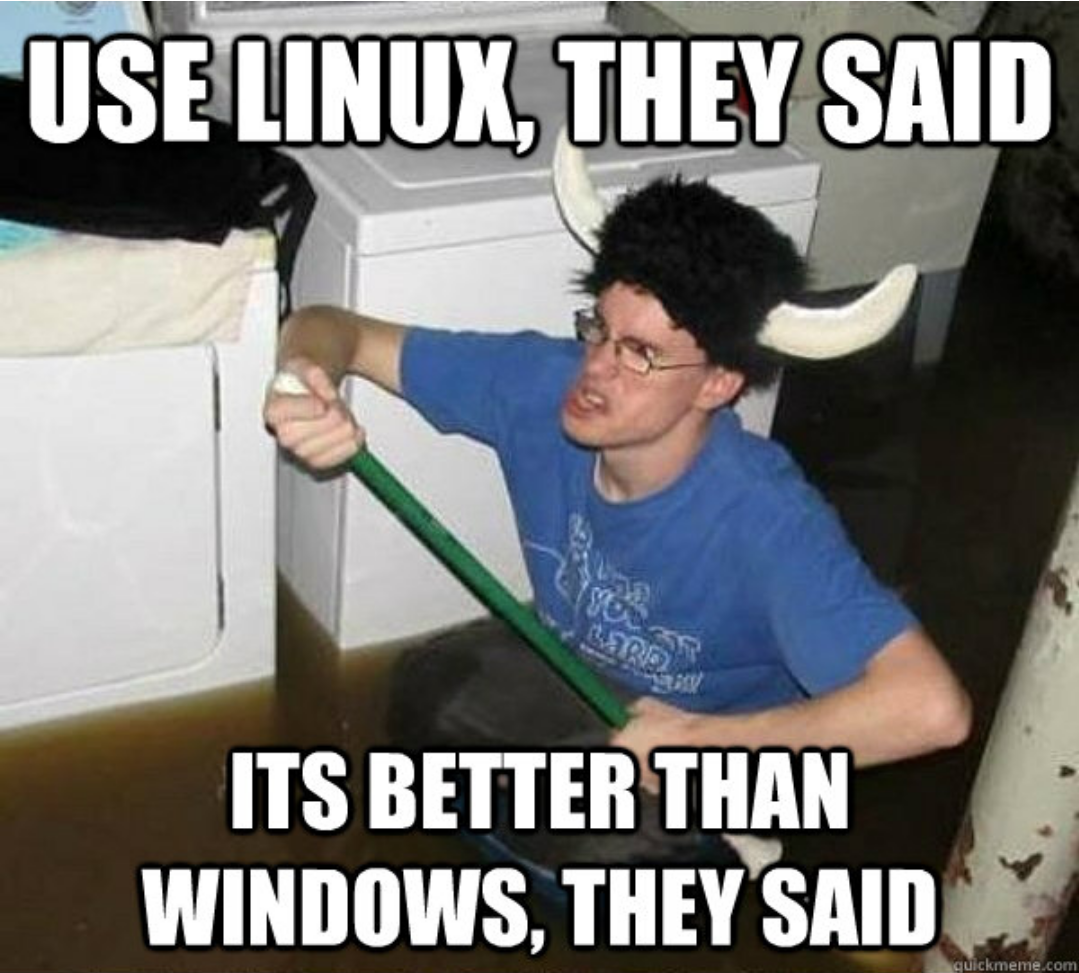 USE LINUX, THEY SAID
ITS BETTER THAN
WINDOWS, THEY SAID
quickmeme.com